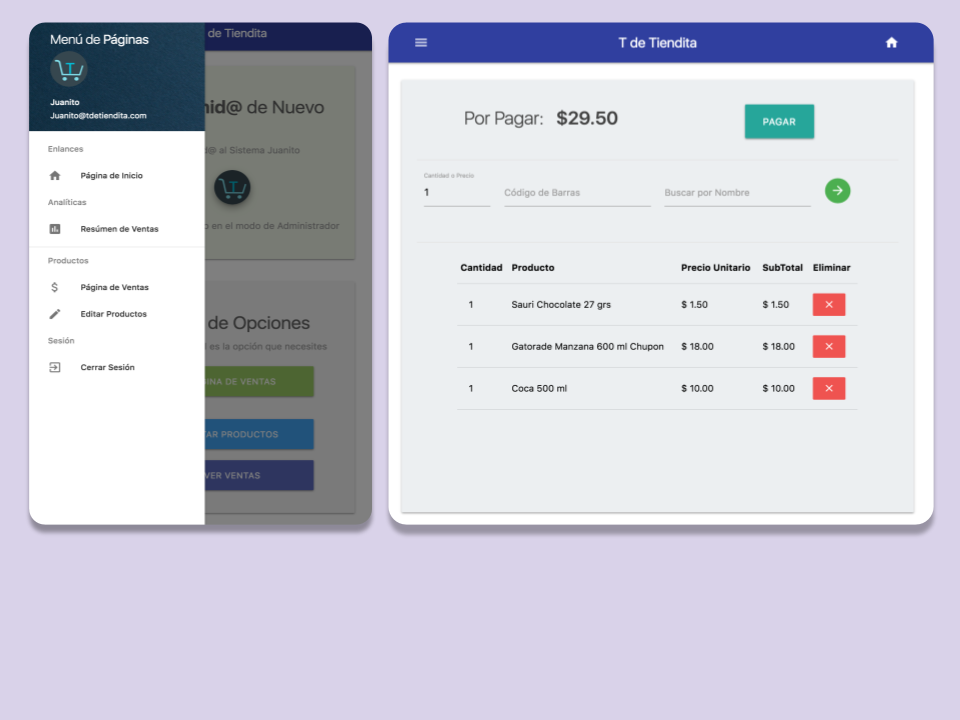 Menú de Páginas
T
Juanito
Juanito@tdetiendita.com
Enlances
Página de Inicio
Analíticas
Resúmen de Ventas
Productos
Página de Ventas
Editar Productos
Sesión
Cerrar Sesión
de Tiendita
nid@ de Nuevo
al Sistema Juanito
T
en el modo de Administrador
de Opciones
es la opción que necesites
INA DE VENTAS
AR PRODUCTOS
VER VENTAS
T de Tiendita
Por Pagar: $29.50
PAGAR
Cantidad o Precio
1 Código de Barras Buscar por Nombre
Cantidad Producto Precio Unitario SubTotal Eliminar
1 Sauri Chocolate 27 grs $ 1.50 $ 1.50
1 Gatorade Manzana 600 ml Chupon $ 18.00 $ 18.00
1 Coca 500 ml $ 10.00 $ 10.00